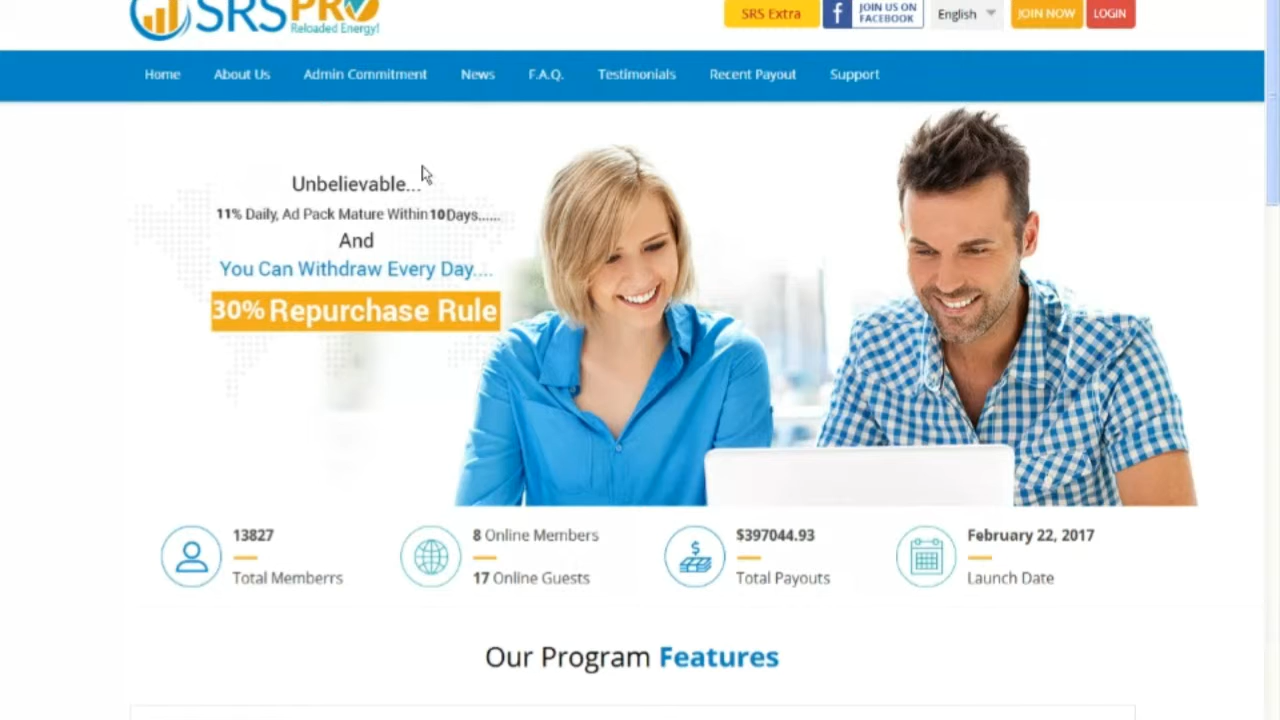 SRS PRO
Reloaded Energy!
SRS Extra
JOIN US ON
FACEBOOK
English
JOIN NOW
LOGIN
Home
About Us
Admin Commitment
News
F.A.Q.
Testimonials
Recent Payout
Support
Unbelievable...
11% Daily, Ad Pack Mature Within 10 Days......
And
You Can Withdraw Every Day....
30% Repurchase Rule
13827
Total Memberrs
8 Online Members
17 Online Guests
$397044.93
Total Payouts
February 22, 2017
Launch Date
Our Program Features